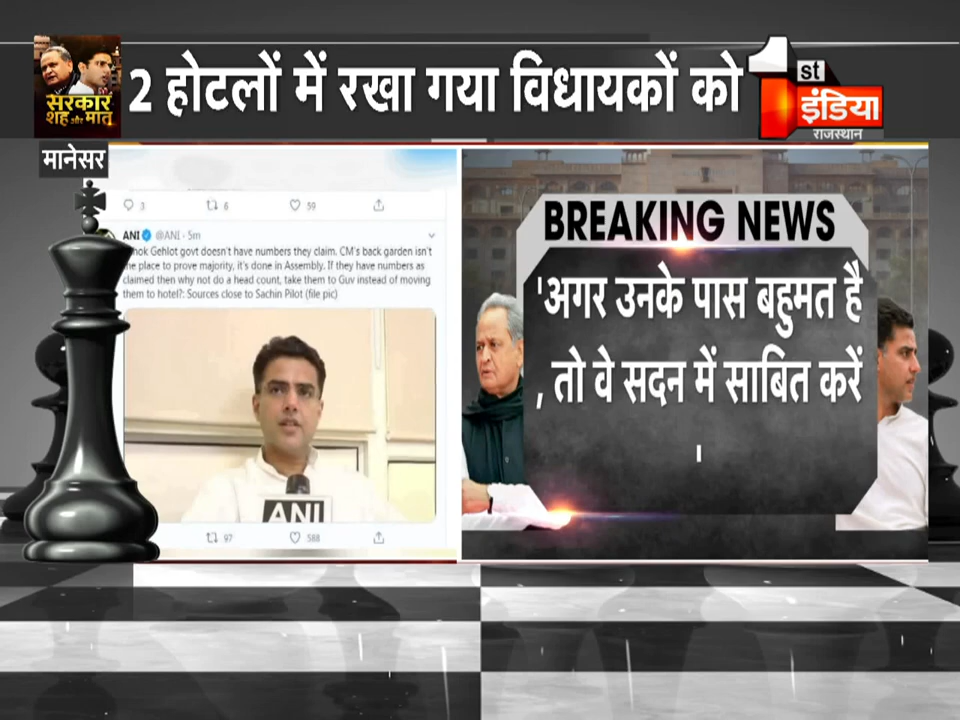 सरकार
शह और मात
2 होटलों में रखा गया विधायकों को
1st
इंडिया
राजस्थान
मानेसर
3 6 59
ANI @ANI · 5m
hok Gehlot govt doesn't have numbers they claim. CM's back garden isn't
he place to prove majority, it's done in Assembly. If they have numbers as
claimed then why not do a head count, take them to Guv instead of moving
them to hotel?: Sources close to Sachin Pilot (file pic)
ANI
97 588
BREAKING NEWS
'अगर उनके पास बहुमत है
, तो वे सदन में साबित करें
।